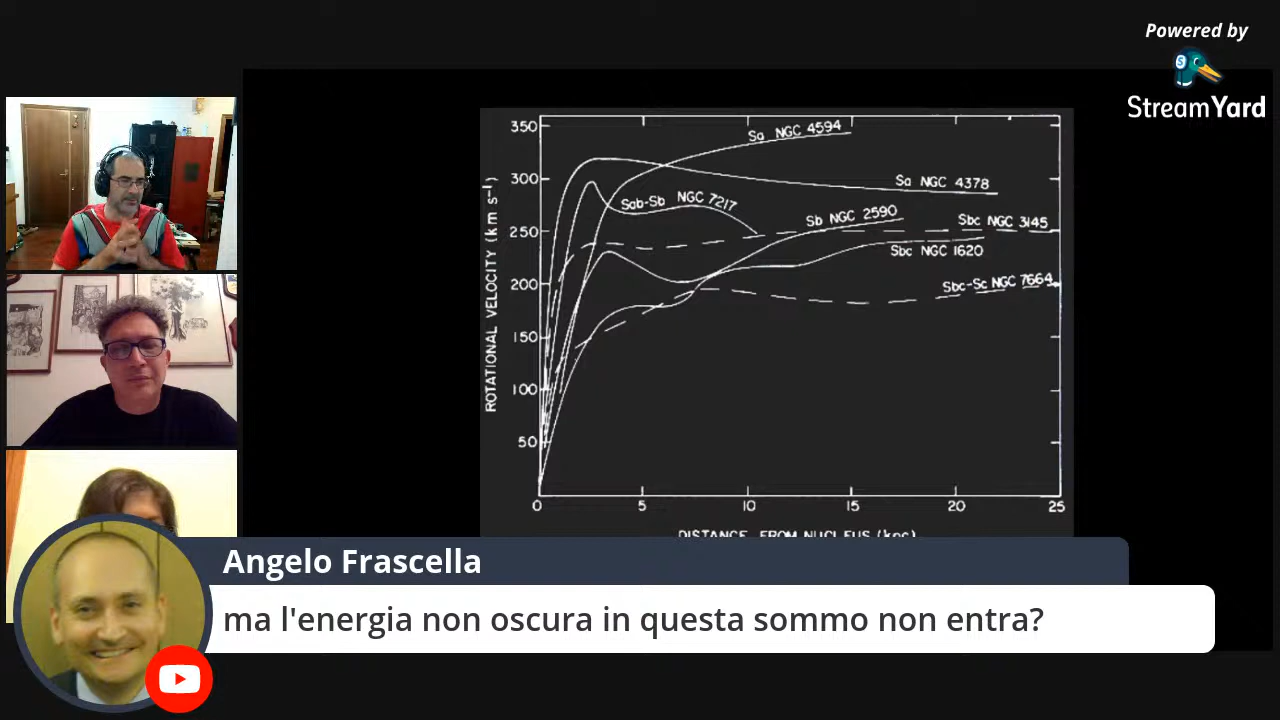 Powered by
StreamYard
350
300
250
200
150
100
50
ROTATIONAL VELOCITY (km s⁻¹)
Sa NGC 4594
Sa NGC 4378
Sab-Sb NGC 7217
Sb NGC 2590
Sbc NGC 3145
Sbc NGC 1620
Sbc-Sc NGC 7664
0 5 10 15 20 25
DISTANCE FROM NUCLEUS (kpc)
Angelo Frascella
ma l'energia non oscura in questa sommo non entra?